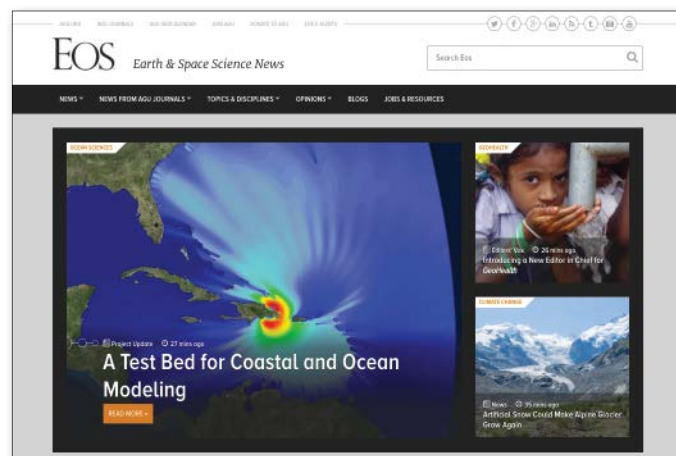 Eos
Earth & Space Science News
Search Eos
NEWS
NEWS FROM AGU JOURNALS
TOPICS & DISCIPLINES
OPINIONS
BLOGS
JOBS & RESOURCES
OCEAN SCIENCES
Project Update 27 mins ago
A Test Bed for Coastal and Ocean
Modeling
READ MORE »
GEOHEALTH
Editors' Vox 26 mins ago
Introducing a New Editor in Chief for
GeoHealth
CLIMATE CHANGE
News 35 mins ago
Artificial Snow Could Make Alpine Glacier
Grow Again